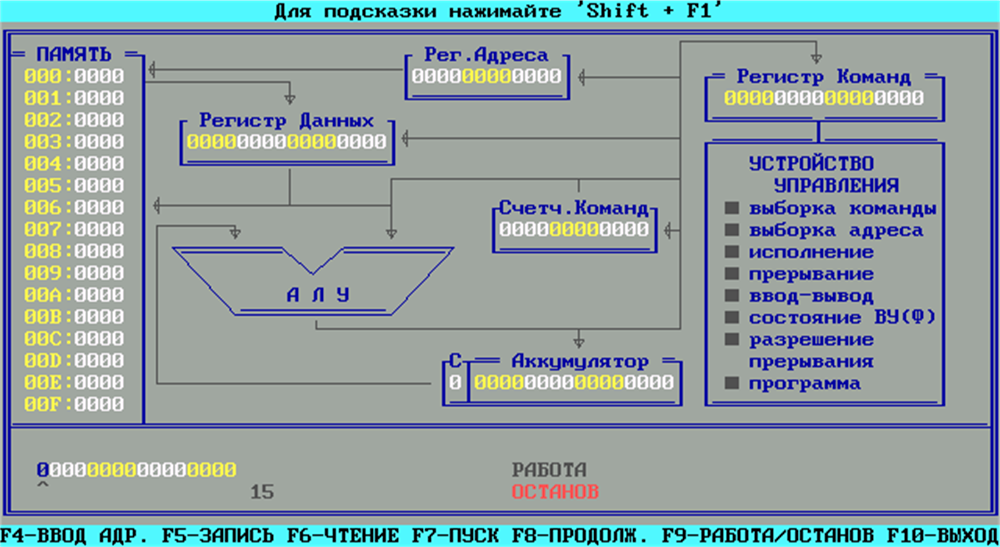 Для подсказки нажимайте 'Shift + F1'
ПАМЯТЬ
000:0000
001:0000
002:0000
003:0000
004:0000
005:0000
006:0000
007:0000
008:0000
009:0000
00A:0000
00B:0000
00C:0000
00D:0000
00E:0000
00F:0000
Рег.Адреса
000000000000
Регистр Данных
0000000000000000
Регистр Команд
0000000000000000
Счетч.Команд
000000000000
А Л У
С Аккумулятор
0 0000000000000000
УСТРОЙСТВО
УПРАВЛЕНИЯ
выборка команды
выборка адреса
исполнение
прерывание
ввод-вывод
состояние ВУ(Ф)
разрешение
прерывания
программа
0000000000000000
^
15
РАБОТА
ОСТАНОВ
F4-ВВОД АДР. F5-ЗАПИСЬ F6-ЧТЕНИЕ F7-ПУСК F8-ПРОДОЛЖ. F9-РАБОТА/ОСТАНОВ F10-ВЫХОД